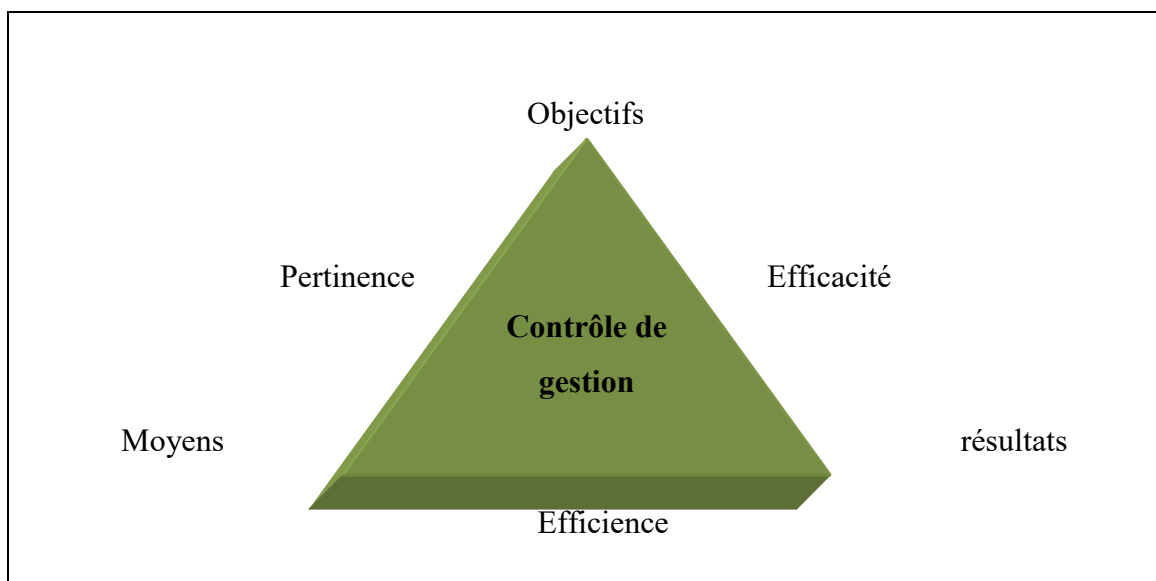 Objectifs
Pertinence
Efficacité
Contrôle de
gestion
Moyens
résultats
Efficience